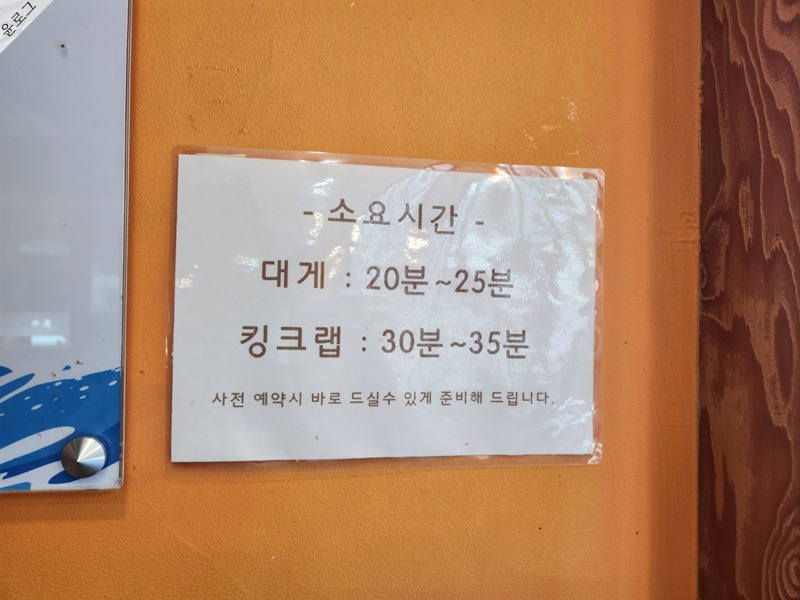 윤로그
- 소요시간 -
대게 : 20분~25분
킹크랩 : 30분~35분
사전 예약시 바로 드실수 있게 준비해 드립니다.